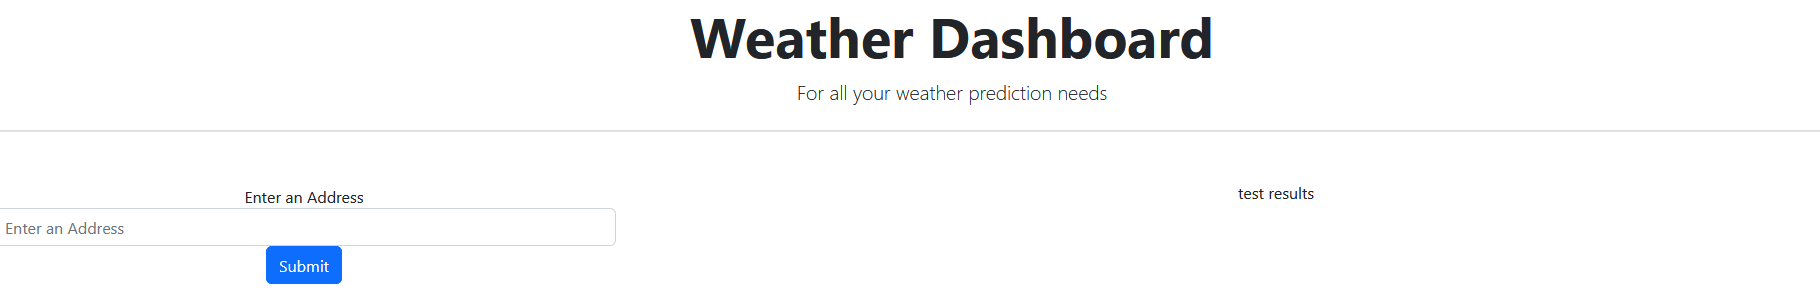 Weather Dashboard
For all your weather prediction needs
Enter an Address
Enter an Address
Submit
test results